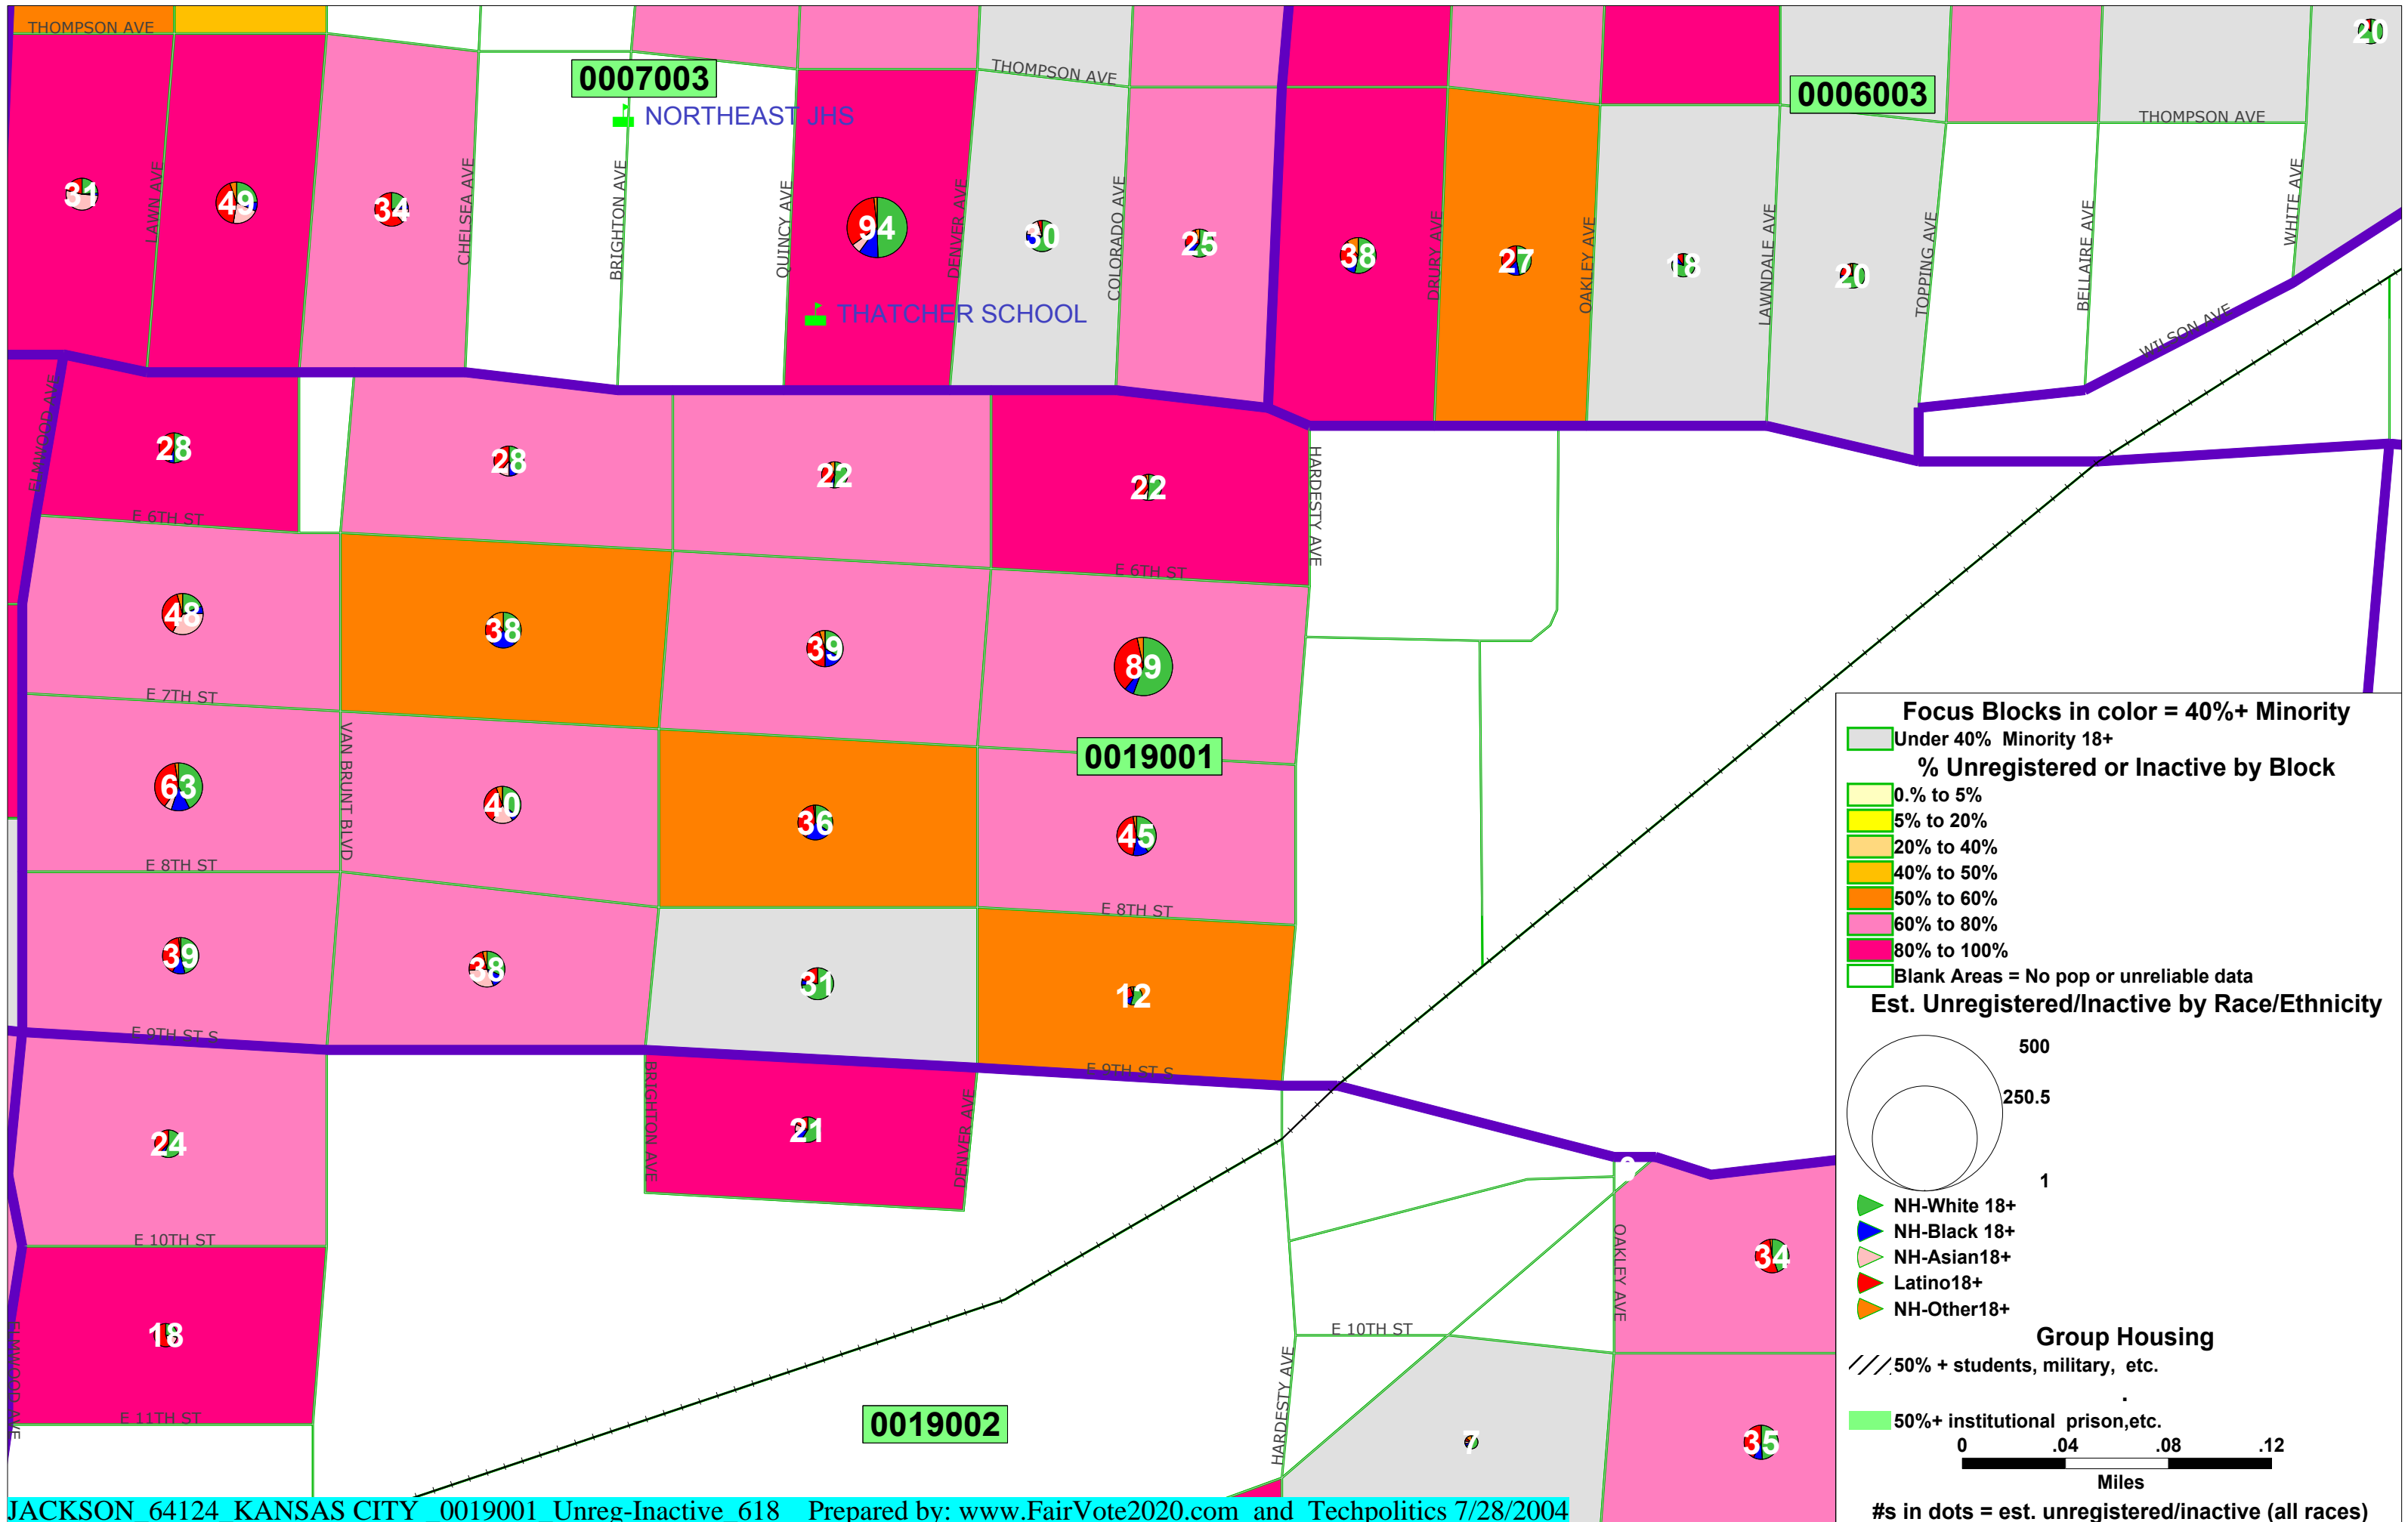 THOMPSON AVE
20
0007003
THOMPSON AVE
0006003
NORTHEAST JHS
THOMPSON AVE
31
LAWN AVE
49
34
CHELSEA AVE
BRIGHTON AVE
QUINCY AVE
94
DENVER AVE
30
COLORADO AVE
25
38
DRURY AVE
27
OAKLEY AVE
18
LAWNDALE AVE
20
TOPPING AVE
BELLAIRE AVE
WHITE AVE
THATCHER SCHOOL
WILSON AVE
ELMWOOD AVE
28
28
22
22
HARDESTY AVE
E 6TH ST
E 6TH ST
48
38
39
89
E 7TH ST
VAN BRUNT BLVD
0019001
63
40
36
45
E 8TH ST
E 8TH ST
39
38
31
12
E 9TH ST S
E 9TH ST S
24
BRIGHTON AVE
21
DENVER AVE
E 10TH ST
OAKLEY AVE
34
18
ELMWOOD AVE
HARDESTY AVE
E 10TH ST
E 11TH ST
0019002
7
35
Focus Blocks in color = 40%+ Minority
Under 40% Minority 18+
% Unregistered or Inactive by Block
0.% to 5%
5% to 20%
20% to 40%
40% to 50%
50% to 60%
60% to 80%
80% to 100%
Blank Areas = No pop or unreliable data
Est. Unregistered/Inactive by Race/Ethnicity
500
250.5
1
NH-White 18+
NH-Black 18+
NH-Asian18+
Latino18+
NH-Other18+
Group Housing
50% + students, military, etc.
.
50%+ institutional prison,etc.
0 .04 .08 .12
Miles
#s in dots = est. unregistered/inactive (all races)
JACKSON_64124_KANSAS CITY _0019001_Unreg-Inactive_618 Prepared by: www.FairVote2020.com and Techpolitics 7/28/2004